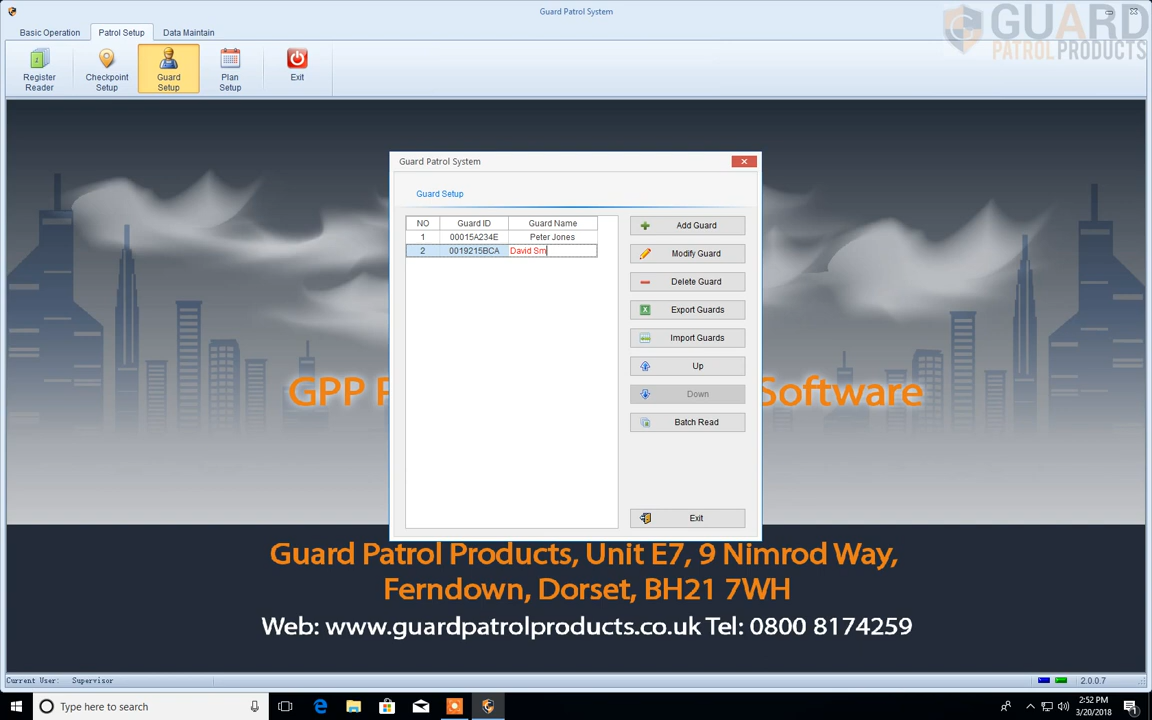 Guard Patrol System
GUARD
PATROL PRODUCTS
Basic Operation Patrol Setup Data Maintain
Register Reader Checkpoint Setup Guard Setup Plan Setup Exit
Guard Patrol System
Guard Setup
NO Guard ID Guard Name
1 00015A234E Peter Jones
2 0019215BCA David Sm
Add Guard
Modify Guard
Delete Guard
Export Guards
Import Guards
Up
Down
Batch Read
Exit
GPP P Software
Guard Patrol Products, Unit E7, 9 Nimrod Way,
Ferndown, Dorset, BH21 7WH
Web: www.guardpatrolproducts.co.uk Tel: 0800 8174259
Current User: Supervisor 2.0.0.7
Type here to search 2:52 PM
3/20/2018